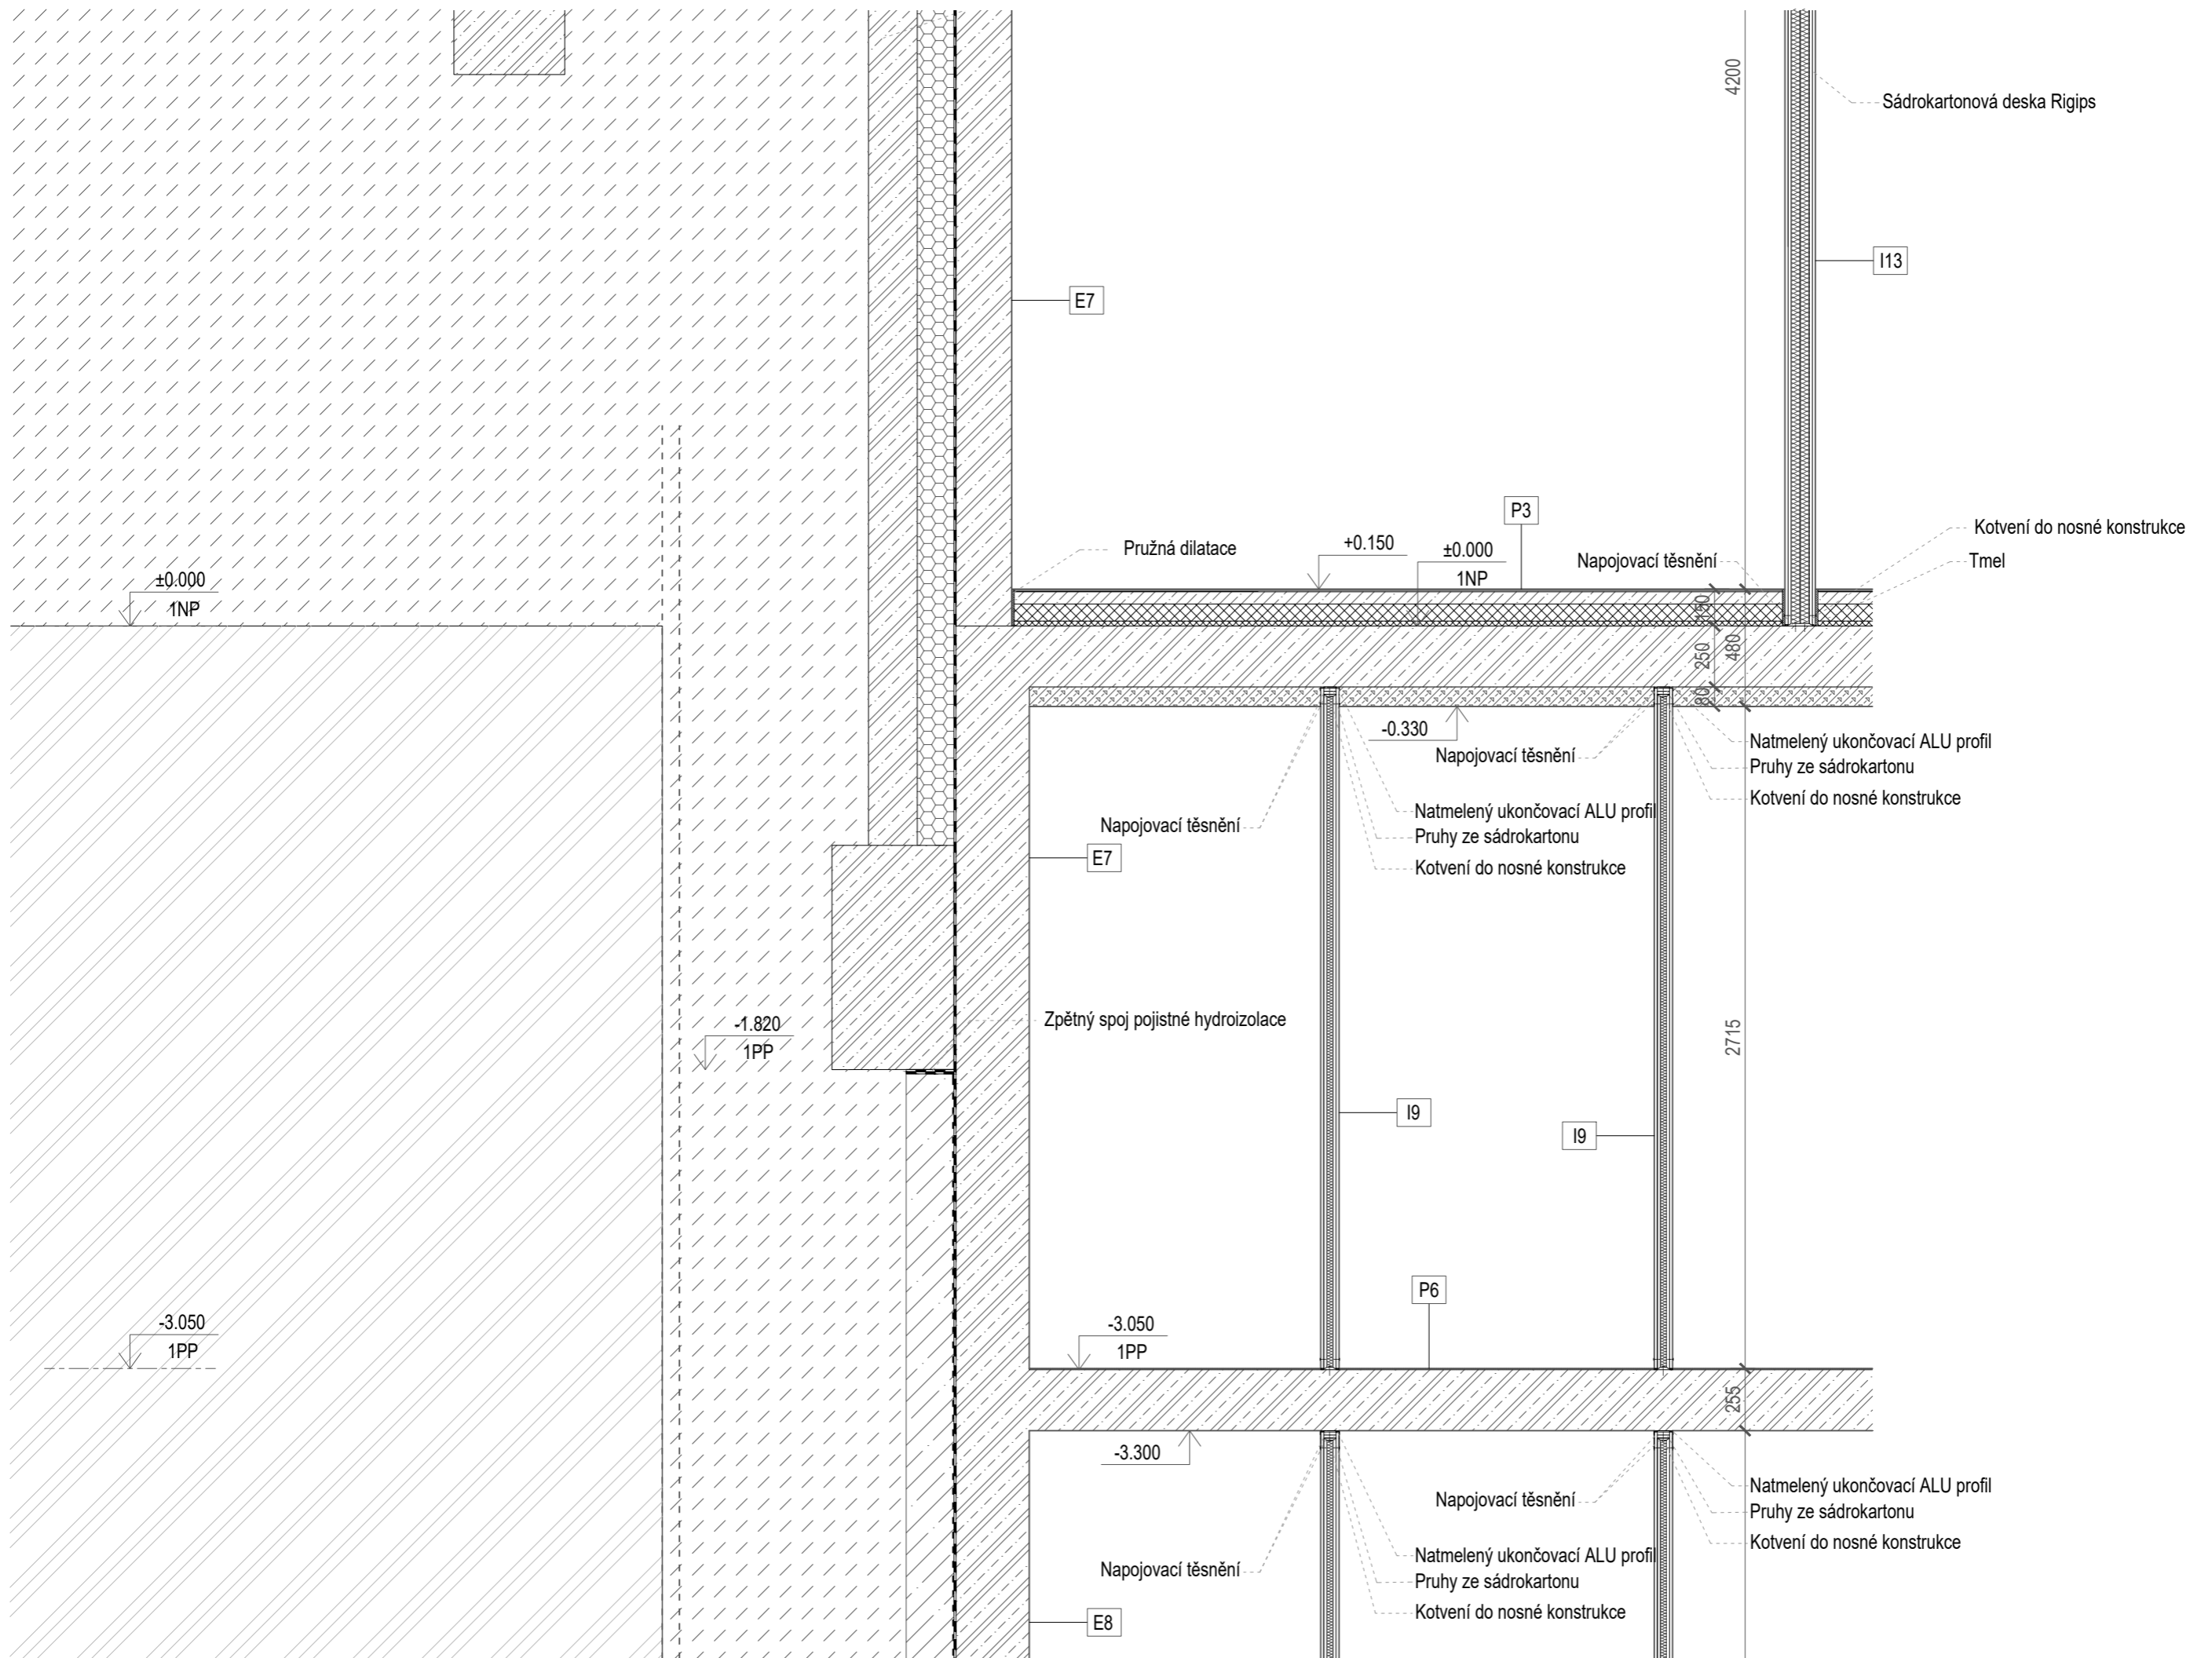 4200
Sádrokartonová deska Rigips
I13
E7
P3
Kotvení do nosné konstrukce
Pružná dilatace
+0.150
±0.000
1NP
Napojovací těsnění
Tmel
±0.000
1NP
150
250
480
80
-0.330
Napojovací těsnění
Natmelený ukončovací ALU profil
Pruhy ze sádrokartonu
Kotvení do nosné konstrukce
Napojovací těsnění
Natmelený ukončovací ALU profil
Pruhy ze sádrokartonu
Kotvení do nosné konstrukce
E7
Zpětný spoj pojistné hydroizolace
-1.820
1PP
2715
I9
I9
P6
-3.050
1PP
-3.050
1PP
255
-3.300
Napojovací těsnění
Natmelený ukončovací ALU profil
Pruhy ze sádrokartonu
Kotvení do nosné konstrukce
Napojovací těsnění
Natmelený ukončovací ALU profil
Pruhy ze sádrokartonu
Kotvení do nosné konstrukce
E8